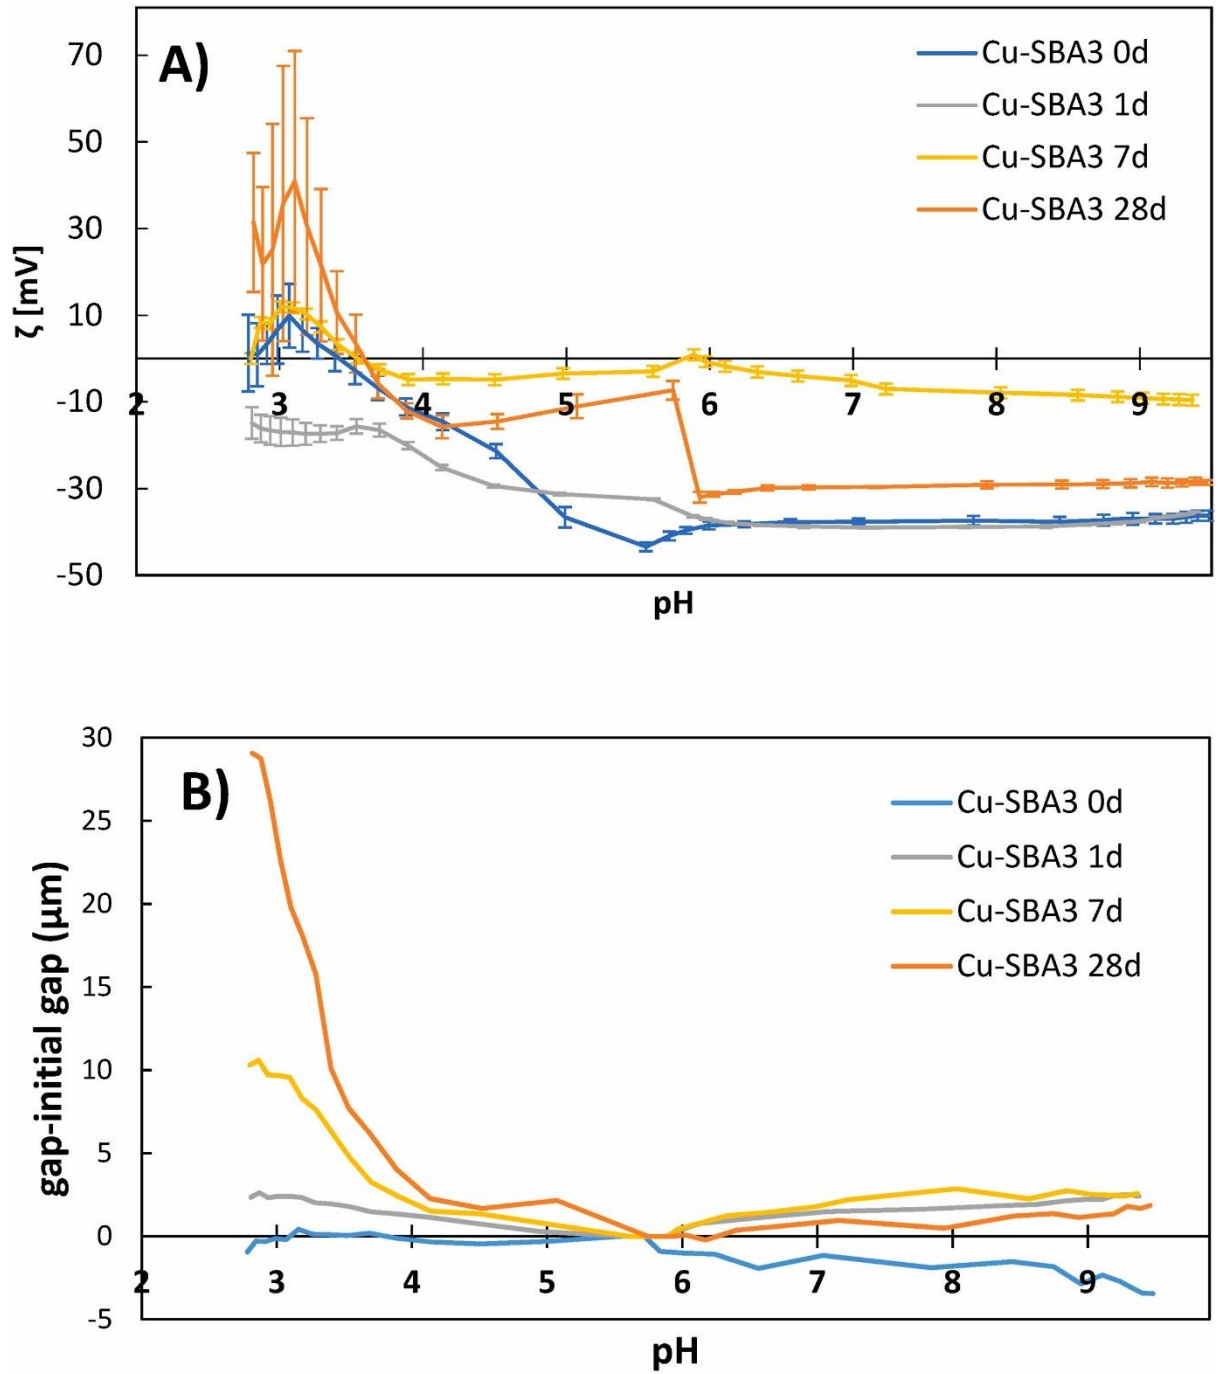 A)
Cu-SBA3 0d
Cu-SBA3 1d
Cu-SBA3 7d
Cu-SBA3 28d
70
50
30
10
-10
-30
-50
ζ [mV]
2 3 4 5 6 7 8 9
pH
B)
Cu-SBA3 0d
Cu-SBA3 1d
Cu-SBA3 7d
Cu-SBA3 28d
30
25
20
15
10
5
0
-5
gap-initial gap (μm)
2 3 4 5 6 7 8 9
pH